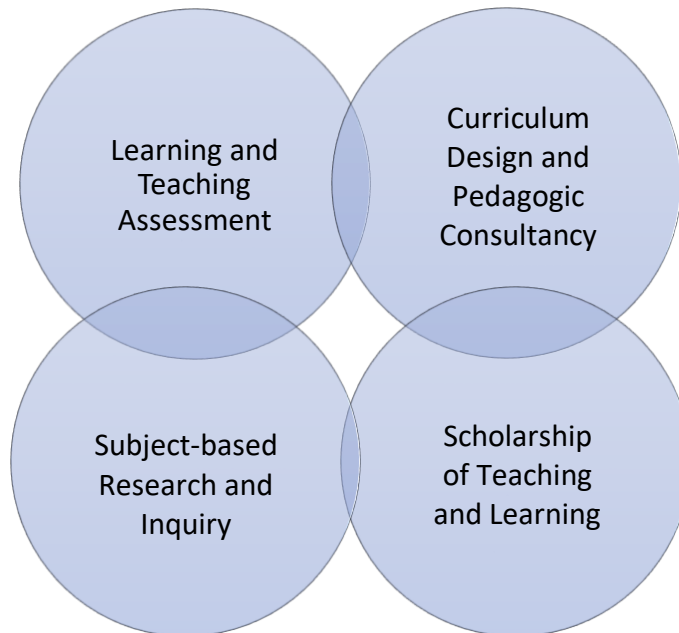 Learning and
Teaching
Assessment
Curriculum
Design and
Pedagogic
Consultancy
Subject-based
Research and
Inquiry
Scholarship
of Teaching
and Learning